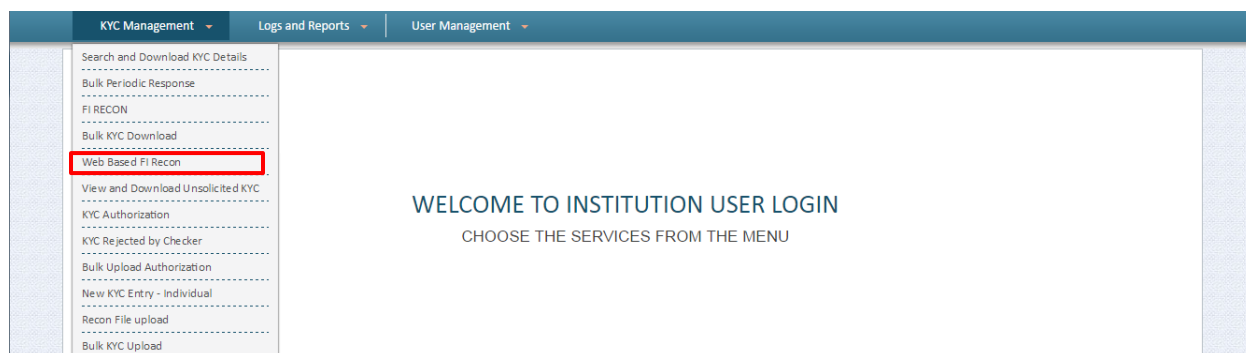 KYC Management
Logs and Reports
User Management
Search and Download KYC Details
Bulk Periodic Response
FI RECON
Bulk KYC Download
Web Based FI Recon
View and Download Unsolicited KYC
KYC Authorization
KYC Rejected by Checker
Bulk Upload Authorization
New KYC Entry - Individual
Recon File upload
Bulk KYC Upload
WELCOME TO INSTITUTION USER LOGIN
CHOOSE THE SERVICES FROM THE MENU